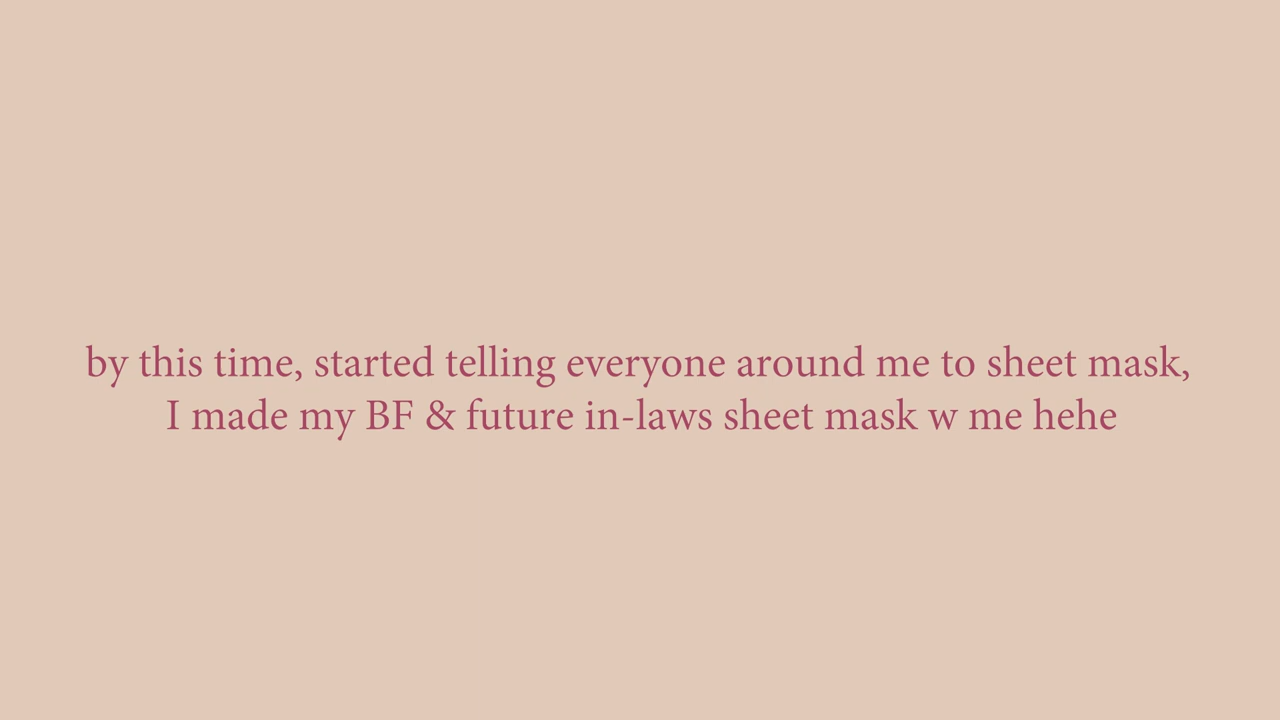 by this time, started telling everyone around me to sheet mask,
I made my BF & future in-laws sheet mask w me hehe